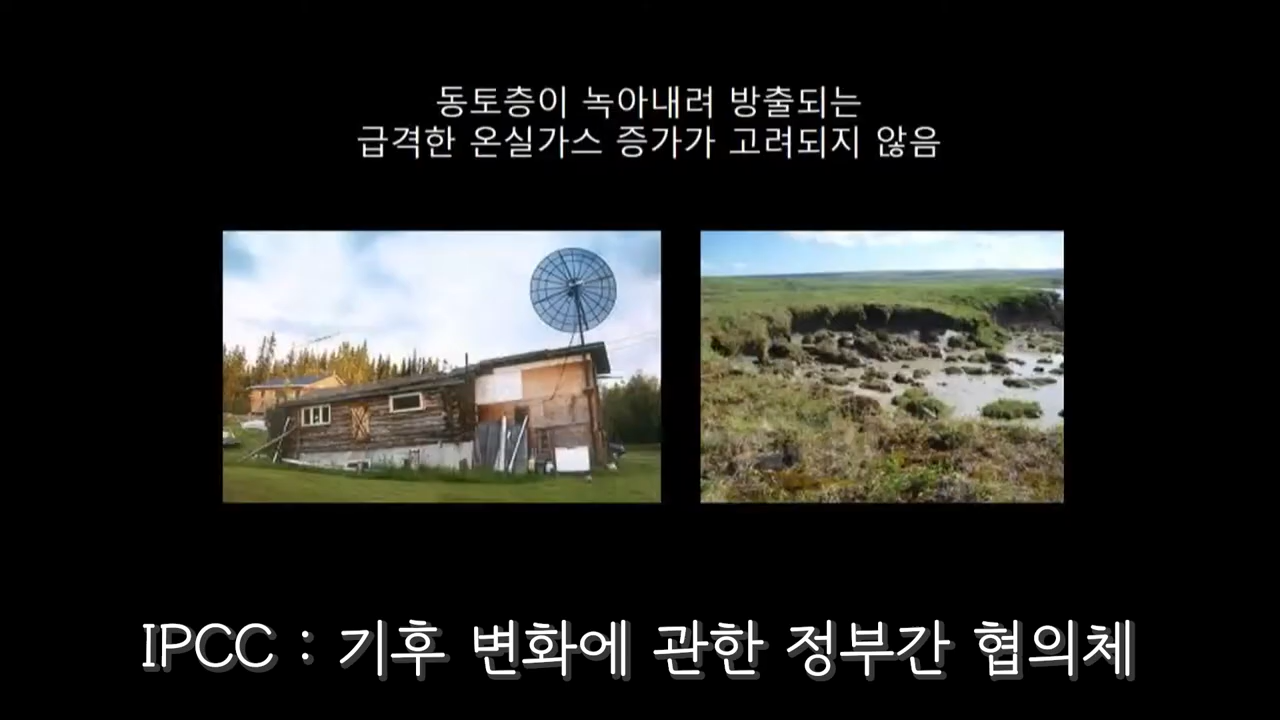 동토층이 녹아내려 방출되는
급격한 온실가스 증가가 고려되지 않음
IPCC : 기후 변화에 관한 정부간 협의체